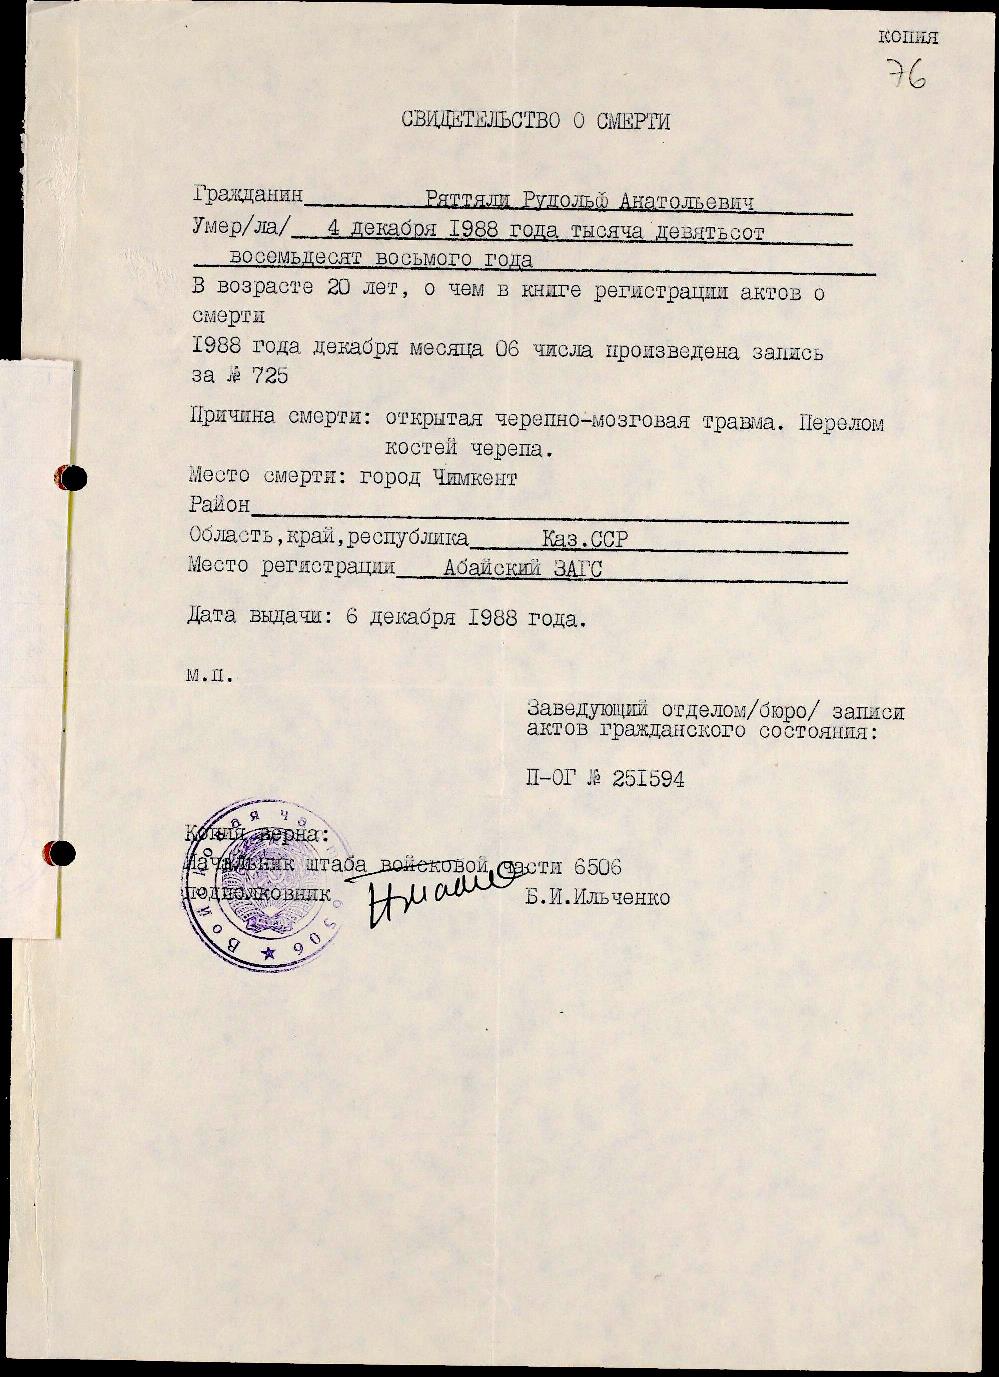 КОПИЯ
76
СВИДЕТЕЛЬСТВО О СМЕРТИ
Гражданин Ряттяли Рудольф Анатольевич
Умер/ла/ 4 декабря 1988 года тысяча девятьсот
восемьдесят восьмого года
В возрасте 20 лет, о чем в книге регистрации актов о
смерти
1988 года декабря месяца 06 числа произведена запись
за № 725
Причина смерти: открытая черепно-мозговая травма. Перелом
костей черепа.
Место смерти: город Чимкент
Район
Область,край,республика Каз.ССР
Место регистрации Абайский ЗАГС
Дата выдачи: 6 декабря 1988 года.
м.п.
Заведующий отделом/бюро/ записи
актов гражданского состояния:
П-ОГ № 251594
Копия верна:
Начальник штаба войсковой части 6506
подполковник Б.И.Ильченко